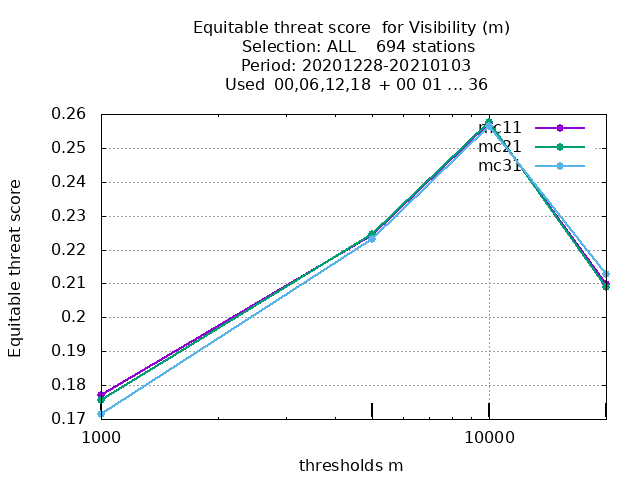 Equitable threat score  for Visibility (m)
Selection: ALL    694 stations
Period: 20201228-20210103
Used  00,06,12,18 + 00 01 ... 36
0.26
0.25
0.24
0.23
0.22
0.21
0.2
0.19
0.18
0.17
Equitable threat score
mc11
mc21
mc31
1000
10000
thresholds m